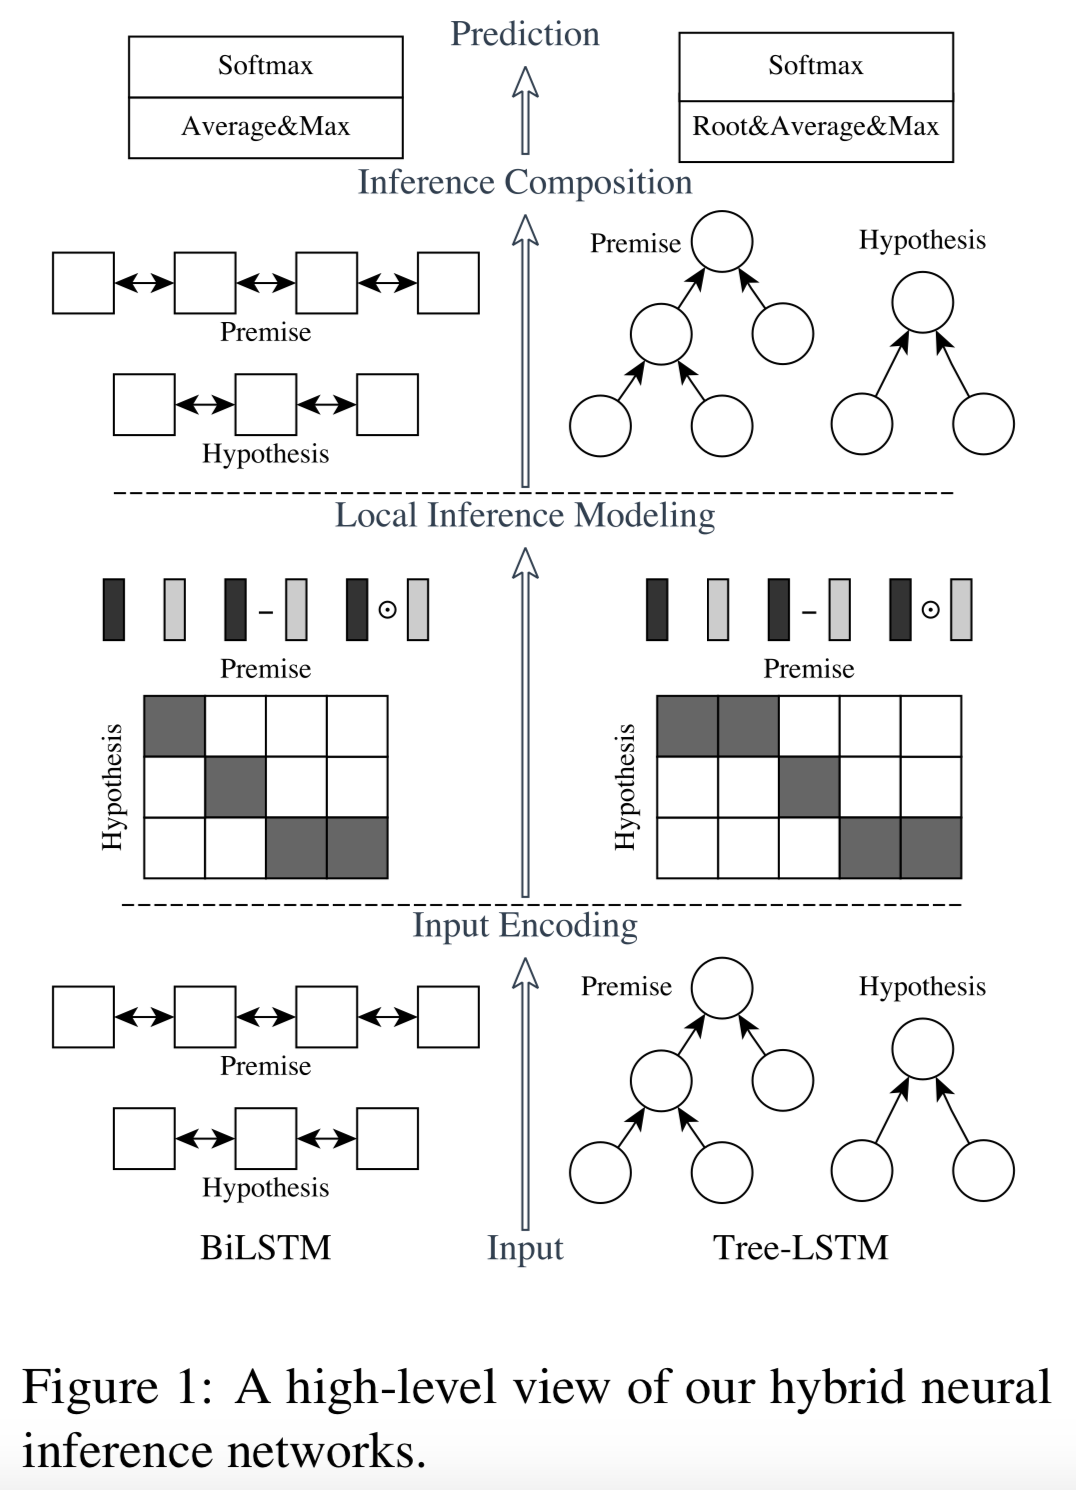 Prediction
Softmax
Average&Max
Softmax
Root&Average&Max
Inference Composition
Premise
Hypothesis
Premise
Hypothesis
Local Inference Modeling
–
⊙
–
⊙
Premise
Hypothesis
Premise
Hypothesis
Input Encoding
Premise
Hypothesis
Premise
Hypothesis
BiLSTM
Input
Tree-LSTM
Figure 1: A high-level view of our hybrid neural
inference networks.